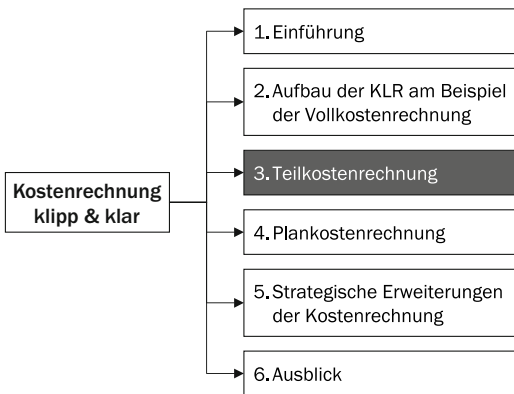 Kostenrechnung
klipp & klar
1. Einführung
2. Aufbau der KLR am Beispiel
der Vollkostenrechnung
3. Teilkostenrechnung
4. Plankostenrechnung
5. Strategische Erweiterungen
der Kostenrechnung
6. Ausblick